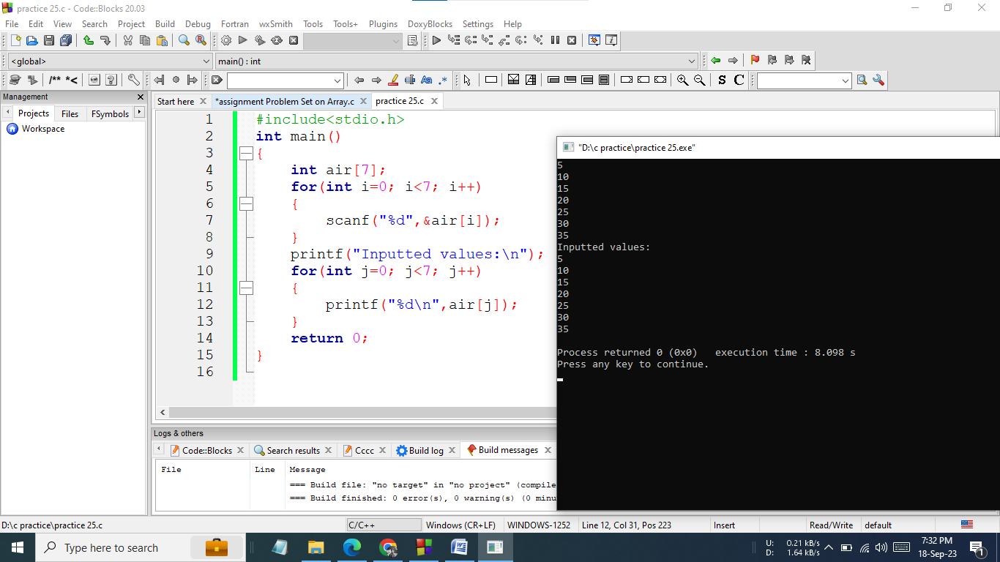 practice 25.c - Code::Blocks 20.03
File Edit View Search Project Build Debug Fortran wxSmith Tools Tools+ Plugins DoxyBlocks Settings Help
<global> main() : int
/** *< Aa .* S C
Management
Projects Files FSymbols
Workspace
Start here *assignment Problem Set on Array.c practice 25.c
1 #include<stdio.h>
2 int main()
3 {
4 int air[7];
5 for(int i=0; i<7; i++)
6 {
7 scanf("%d",&air[i]);
8 }
9 printf("Inputted values:\n");
10 for(int j=0; j<7; j++)
11 {
12 printf("%d\n",air[j]);
13 }
14 return 0;
15 }
16
"D:\c practice\practice 25.exe"
5
10
15
20
25
30
35
Inputted values:
5
10
15
20
25
30
35
Process returned 0 (0x0) execution time : 8.098 s
Press any key to continue.
Logs & others
Code::Blocks Search results Cccc Build log Build messages
File Line Message
=== Build file: "no target" in "no project" (compile
=== Build finished: 0 error(s), 0 warning(s) (0 minu
D:\c practice\practice 25.c C/C++ Windows (CR+LF) WINDOWS-1252 Line 12, Col 31, Pos 223 Insert Read/Write default
Type here to search
U: 0.21 kB/s
D: 1.64 kB/s
7:32 PM
18-Sep-23
1